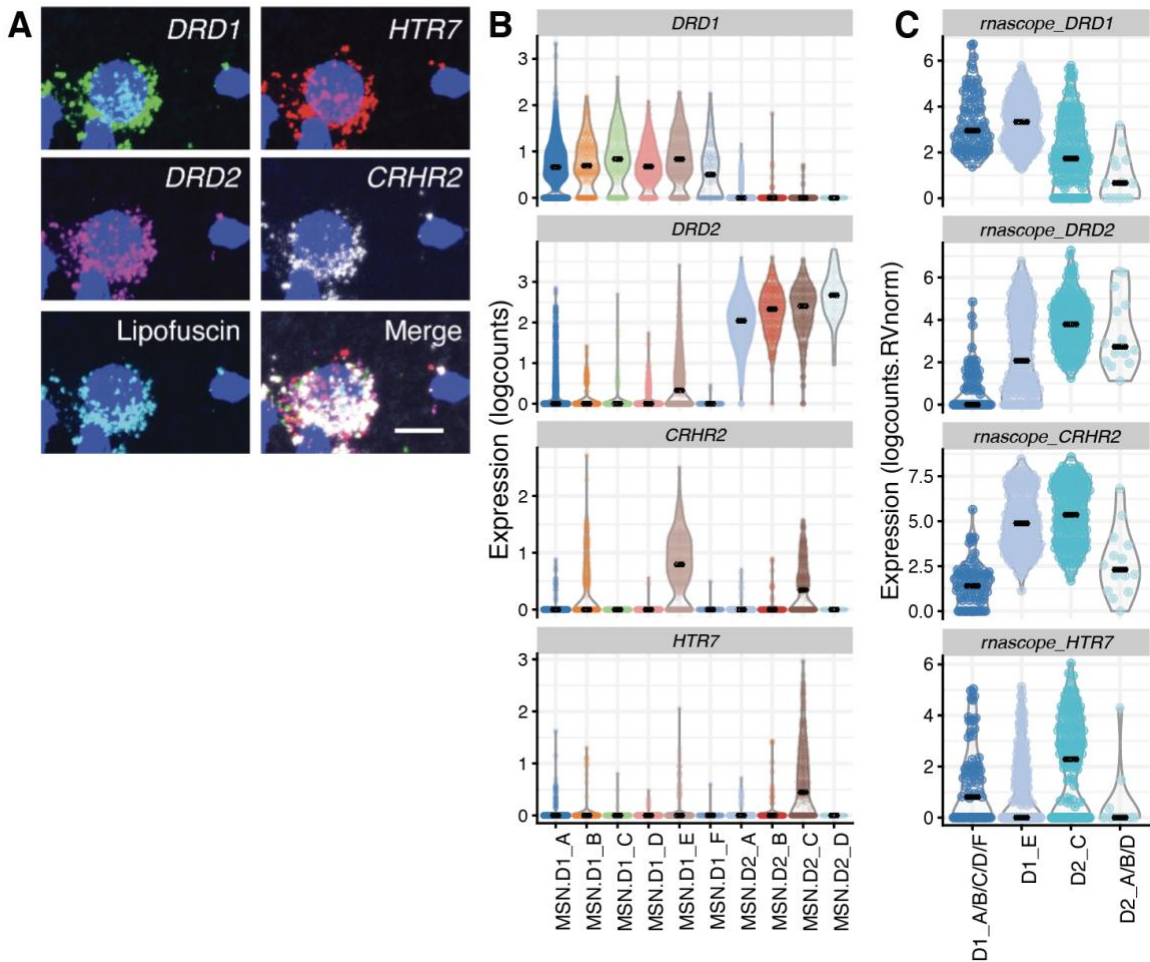 A
DRD1
HTR7
DRD2
CRHR2
Lipofuscin
Merge
B
Expression (logcounts)
DRD1
3
2
1
0
DRD2
3
2
1
0
CRHR2
2
1
0
HTR7
3
2
1
0
MSN.D1_A
MSN.D1_B
MSN.D1_C
MSN.D1_D
MSN.D1_E
MSN.D1_F
MSN.D2_A
MSN.D2_B
MSN.D2_C
MSN.D2_D
C
Expression (logcounts.RVnorm)
rnascope_DRD1
6
4
2
0
rnascope_DRD2
6
4
2
0
rnascope_CRHR2
7.5
5.0
2.5
0.0
rnascope_HTR7
6
4
2
0
D1_A/B/C/D/F
D1_E
D2_C
D2_A/B/D